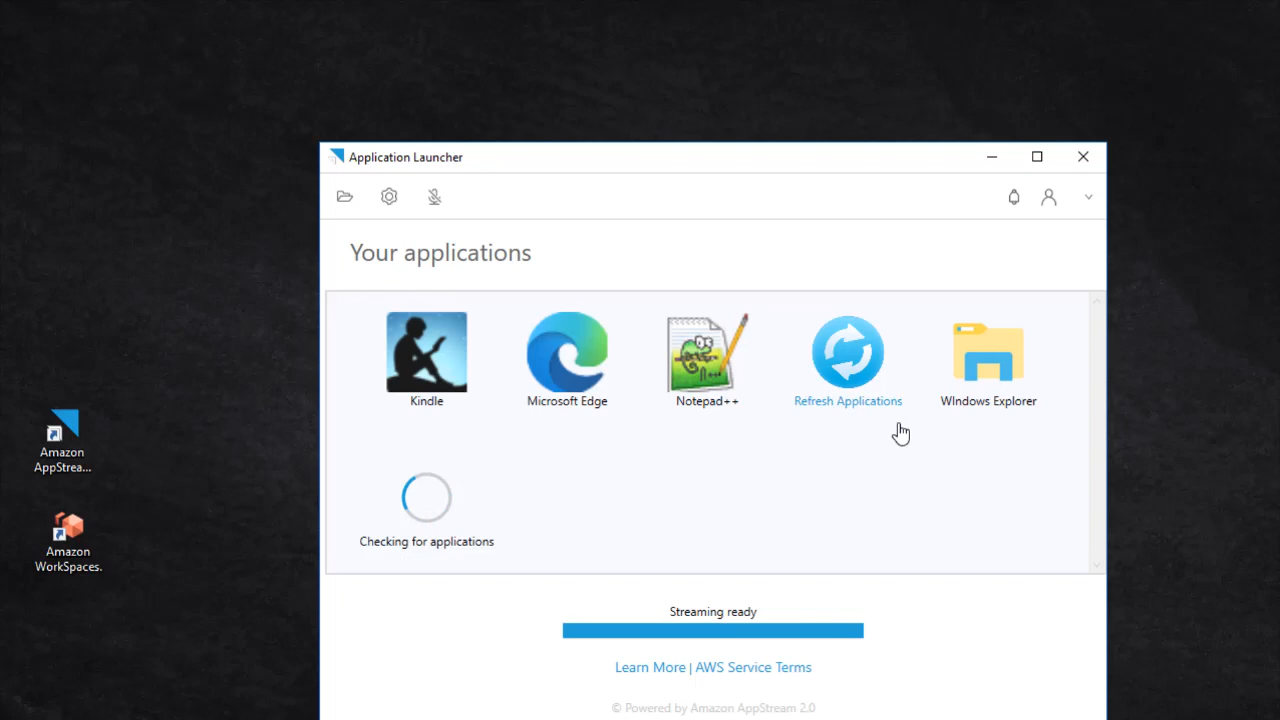 Application Launcher
Your applications
Kindle
Microsoft Edge
Notepad++
Refresh Applications
WIndows Explorer
Amazon
AppStrea...
Checking for applications
Amazon
WorkSpaces.
Streaming ready
Learn More | AWS Service Terms
© Powered by Amazon AppStream 2.0